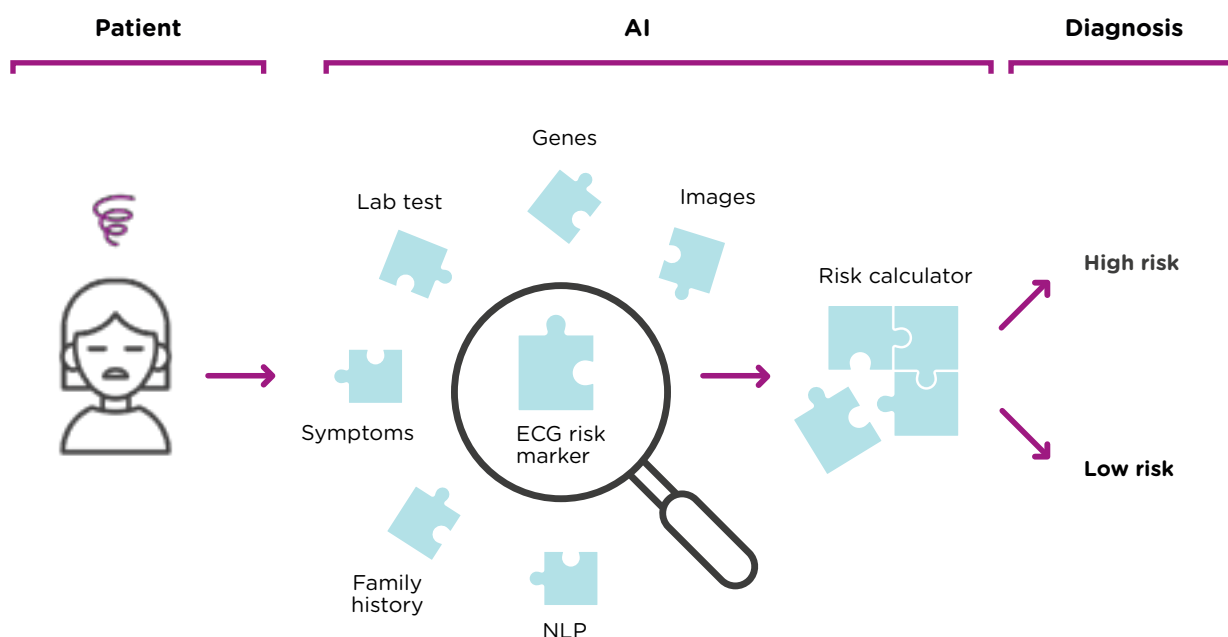 Patient
AI
Diagnosis
Genes
Lab test
Images
Risk calculator
High risk
Symptoms
ECG risk
marker
Low risk
Family
history
NLP